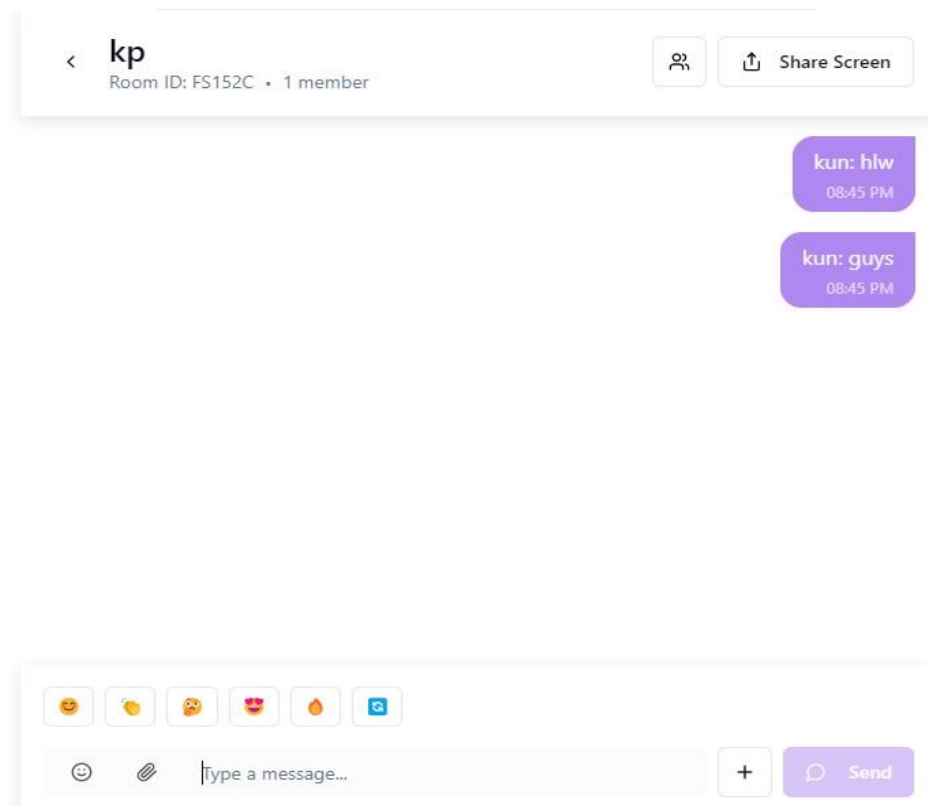 kp
Room ID: FS152C • 1 member
Share Screen
kun: hlw
08:45 PM
kun: guys
08:45 PM
Type a message...
Send